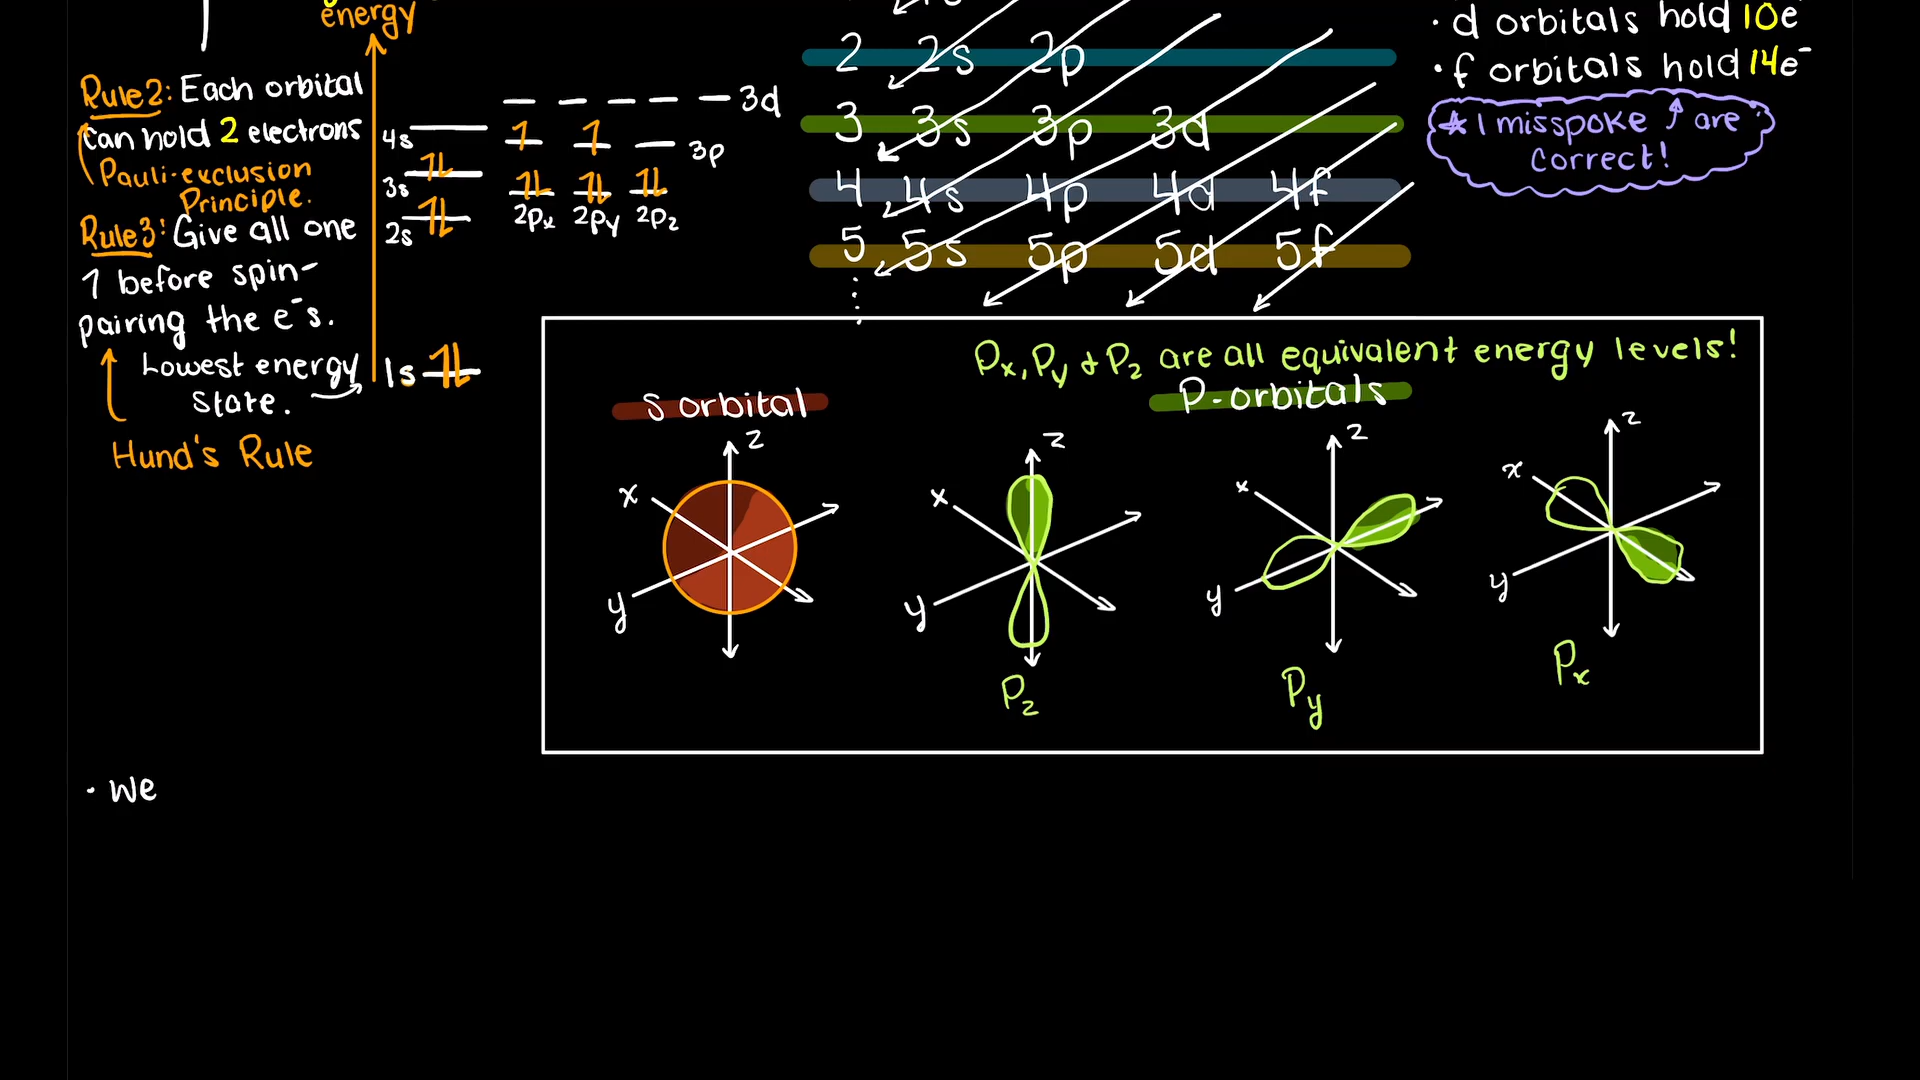 energy
Rule 2: Each orbital
can hold 2 electrons
Pauli-exclusion
Principle.
Rule 3: Give all one
1 before spin-
pairing the e⁻s.
Lowest energy
state.
Hund's Rule
3d
4s
3p
3s
2px 2py 2pz
2s
1s
2 2s 2p
3 3s 3p 3d
4 4s 4p 4d 4f
5 5s 5p 5d 5f
• d orbitals hold 10e⁻
• f orbitals hold 14e⁻
* I misspoke ↑ are
correct!
Px, Py & Pz are all equivalent energy levels!
S orbital
P-orbitals
z
x
y
z
x
y
Pz
z
x
y
Py
z
x
y
Px
• We